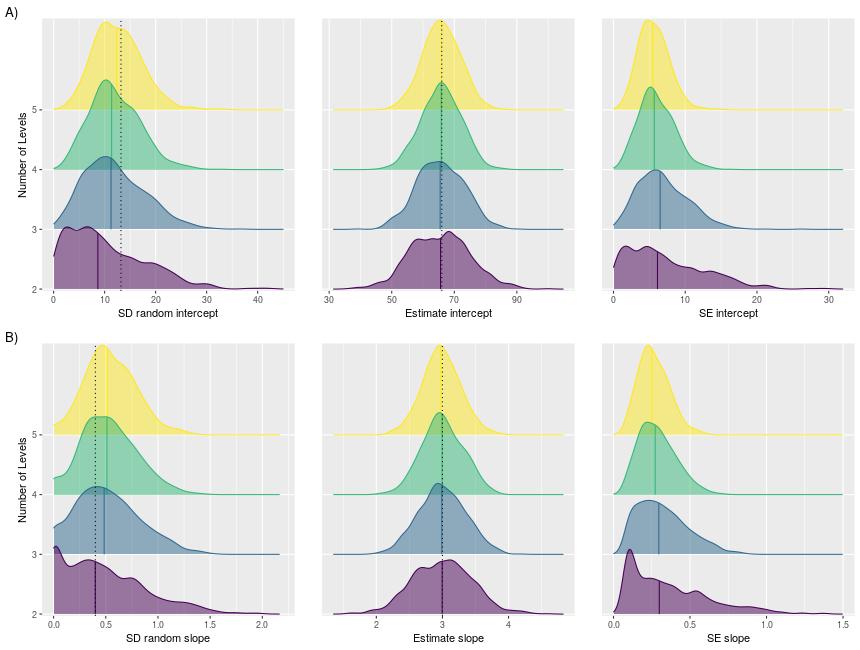 A)
Number of Levels
5
4
3
2
0 10 20 30 40
SD random intercept
30 50 70 90
Estimate intercept
0 10 20 30
SE intercept
B)
Number of Levels
5
4
3
2
0.0 0.5 1.0 1.5 2.0
SD random slope
2 3 4
Estimate slope
0.0 0.5 1.0 1.5
SE slope